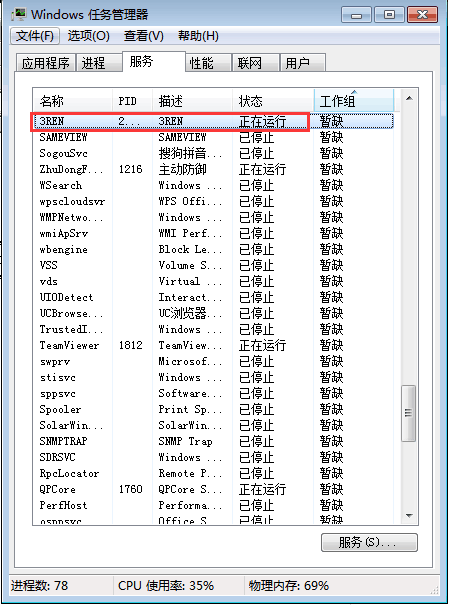 Windows 任务管理器
文件(F) 选项(O) 查看(V) 帮助(H)
应用程序 进程 服务 性能 联网 用户
名称 PID 描述 状态 工作组
3REN 2... 3REN 正在运行 暂缺
SAMEVIEW SAMEVIEW 已停止 暂缺
SogouSvc 搜狗拼音... 已停止 暂缺
ZhuDongF... 1216 主动防御 正在运行 暂缺
WSearch Windows ... 已停止 暂缺
wpscloudsvr WPS Offi... 已停止 暂缺
WMPNetwo... Windows ... 已停止 暂缺
wmiApSrv WMI Perf... 已停止 暂缺
wbengine Block Le... 已停止 暂缺
VSS Volume S... 已停止 暂缺
vds Virtual ... 已停止 暂缺
UI0Detect Interact... 已停止 暂缺
UCBrowse... UC浏览器... 已停止 暂缺
TrustedI... Windows ... 已停止 暂缺
TeamViewer 1812 TeamView... 正在运行 暂缺
swprv Microsof... 已停止 暂缺
stisvc Windows ... 已停止 暂缺
sppsvc Software... 已停止 暂缺
Spooler Print Sp... 已停止 暂缺
SolarWin... SolarWin... 已停止 暂缺
SNMPTRAP SNMP Trap 已停止 暂缺
SDRSVC Windows ... 已停止 暂缺
RpcLocator Remote P... 已停止 暂缺
QPCore 1760 QPCore S... 正在运行 暂缺
PerfHost Performa... 已停止 暂缺
osppsvc Office S... 已停止 暂缺
服务(S)...
进程数: 78 CPU 使用率: 35% 物理内存: 69%